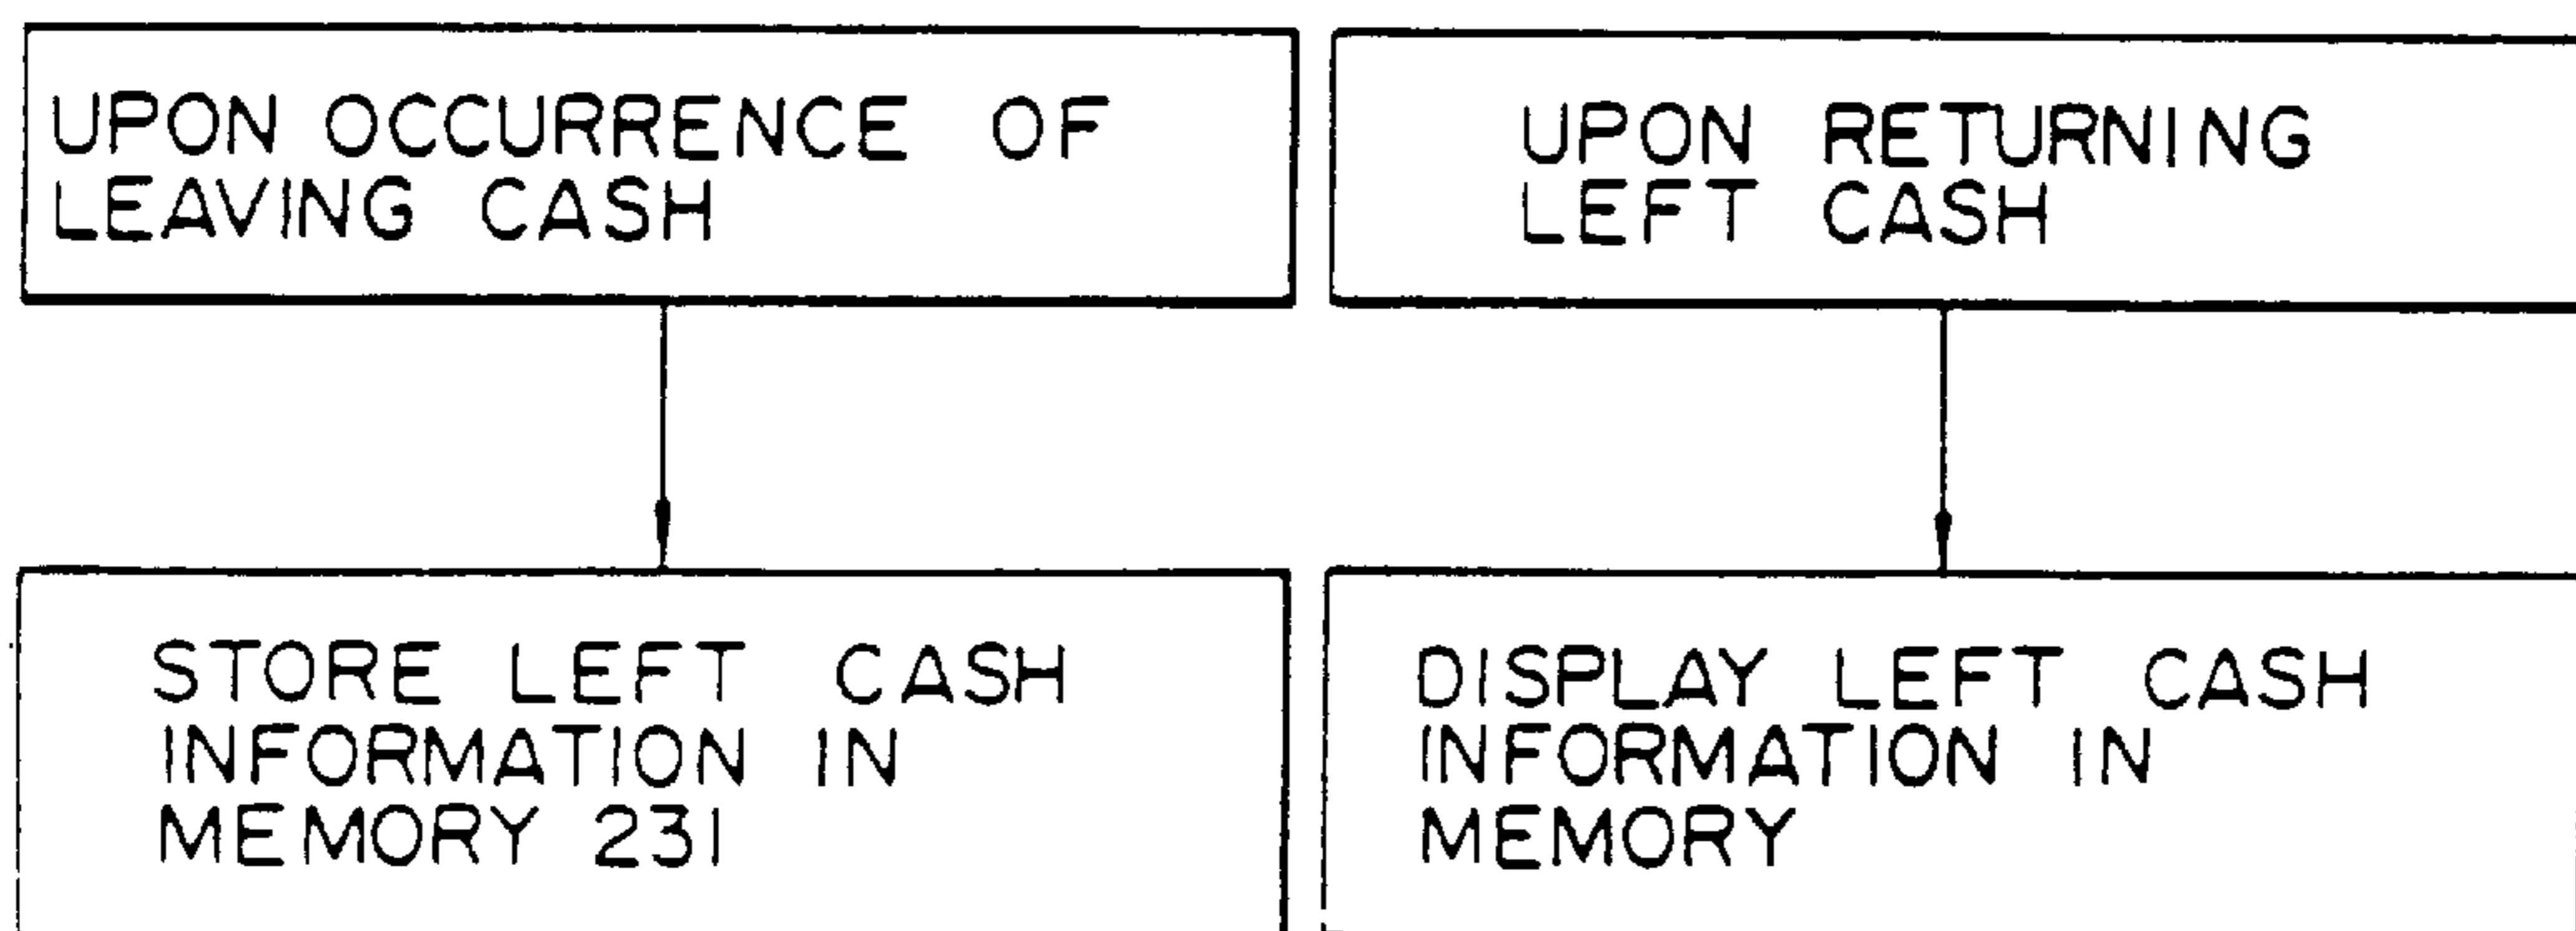 UPON OCCURRENCE OF
LEAVING CASH
UPON RETURNING
LEFT CASH
STORE LEFT CASH
INFORMATION IN
MEMORY 231
DISPLAY LEFT CASH
INFORMATION IN
MEMORY